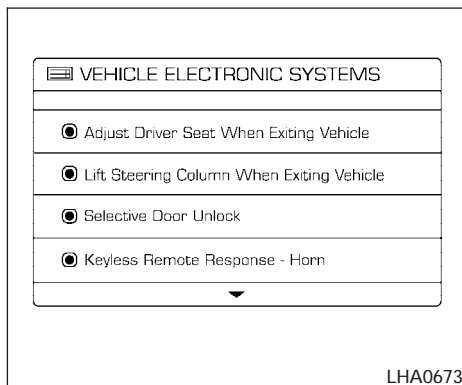 VEHICLE ELECTRONIC SYSTEMS
Adjust Driver Seat When Exiting Vehicle
Lift Steering Column When Exiting Vehicle
Selective Door Unlock
Keyless Remote Response - Horn
LHA0673